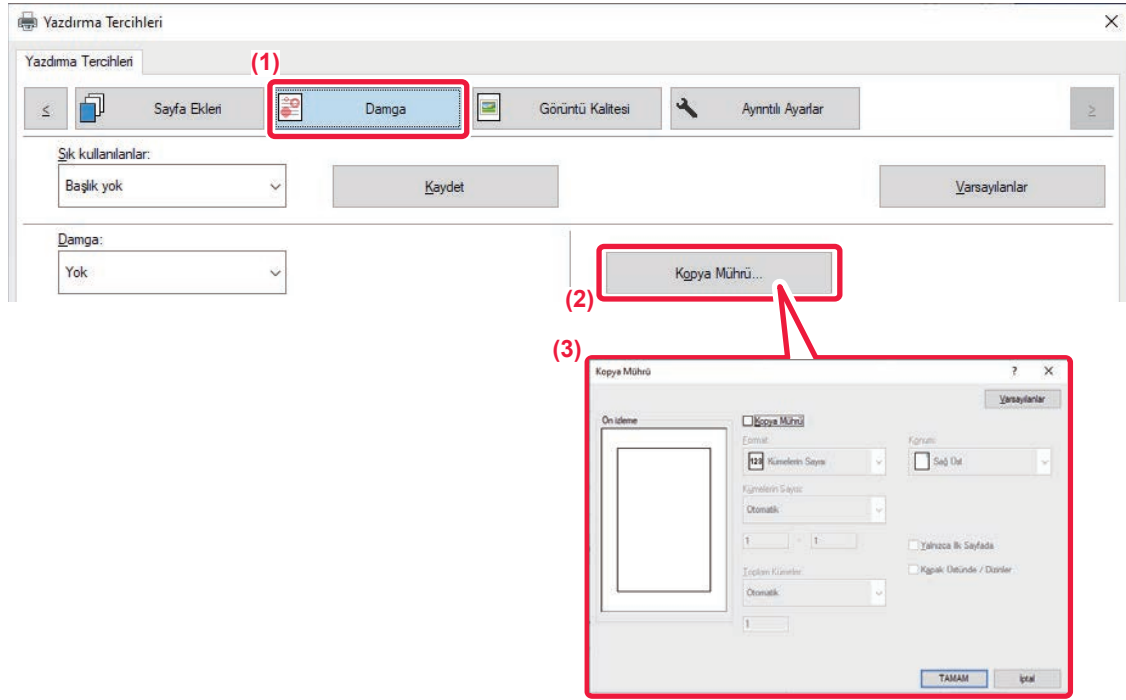 Yazdırma Tercihleri
Yazdırma Tercihleri
(1)
< Sayfa Ekleri Damga Görüntü Kalitesi Ayrıntılı Ayarlar >
Sık kullanılanlar:
Başlık yok Kaydet Varsayılanlar
Damga:
Yok Kopya Mührü...
(2)
(3)
Kopya Mührü ? X
Varsayılanlar
Ön izleme Kopya Mührü
Format: Konum:
123 Kümelerin Sayısı Sağ Üst
Kümelerin Sayısı:
Otomatik
1 - 1 Yalnızca İlk Sayfada
Toplam Kümeler: Kapak Üstünde / Dizinler
Otomatik
1
TAMAM İptal